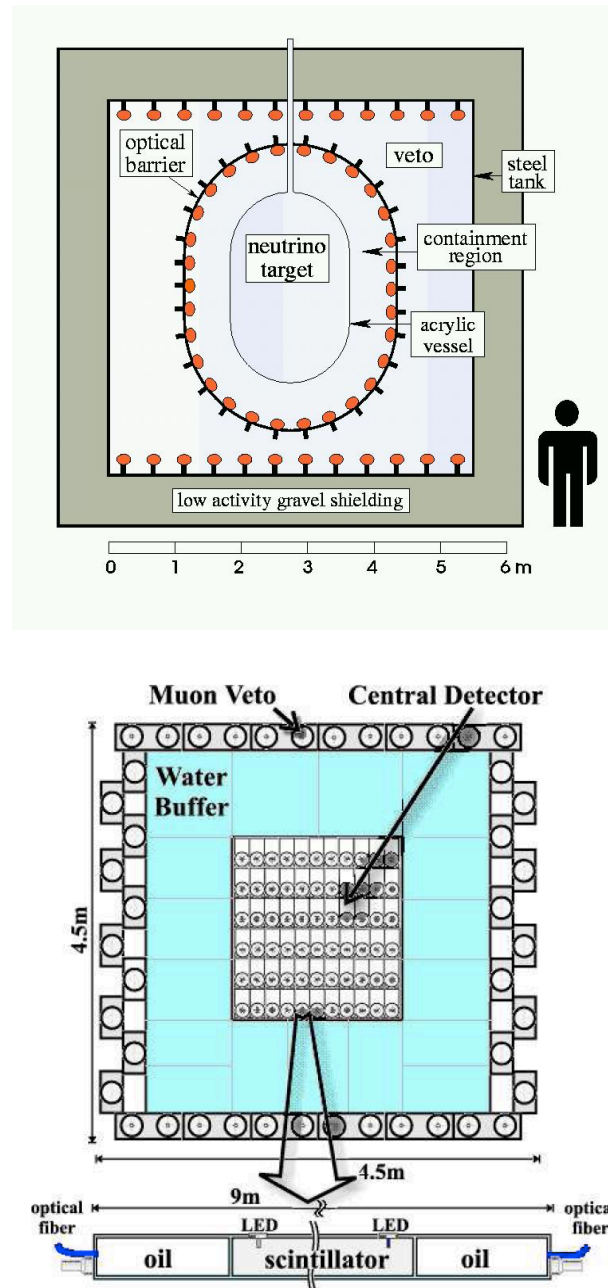 optical
barrier
veto
steel
tank
neutrino
target
containment
region
acrylic
vessel
low activity gravel shielding
0 1 2 3 4 5 6 m
Muon Veto
Central Detector
Water
Buffer
4.5m
4.5m
9m
optical
fiber
LED
LED
optical
fiber
oil
scintillator
oil